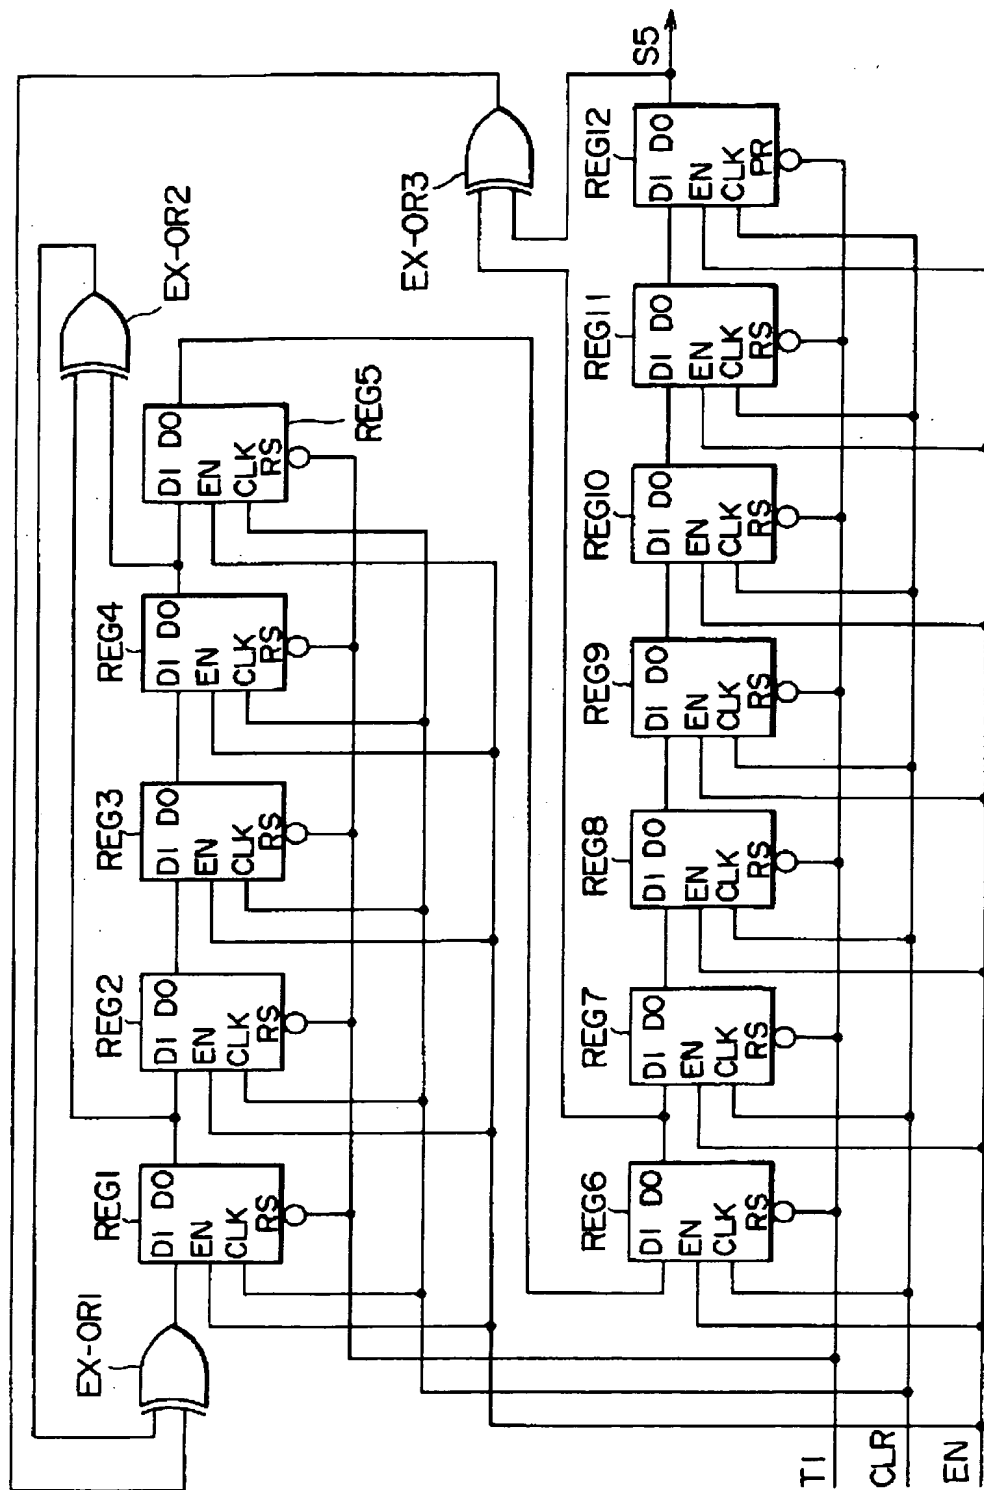 EX-OR1
REG1
DI DO
EN
CLK
RS
REG2
DI DO
EN
CLK
RS
REG3
DI DO
EN
CLK
RS
REG4
DI DO
EN
CLK
RS
REG5
DI DO
EN
CLK
RS
EX-OR2
EX-OR3
REG6
DI DO
EN
CLK
RS
REG7
DI DO
EN
CLK
RS
REG8
DI DO
EN
CLK
RS
REG9
DI DO
EN
CLK
RS
REG10
DI DO
EN
CLK
RS
REG11
DI DO
EN
CLK
RS
REG12
DI DO
EN
CLK
PR
S5
T1
CLR
EN